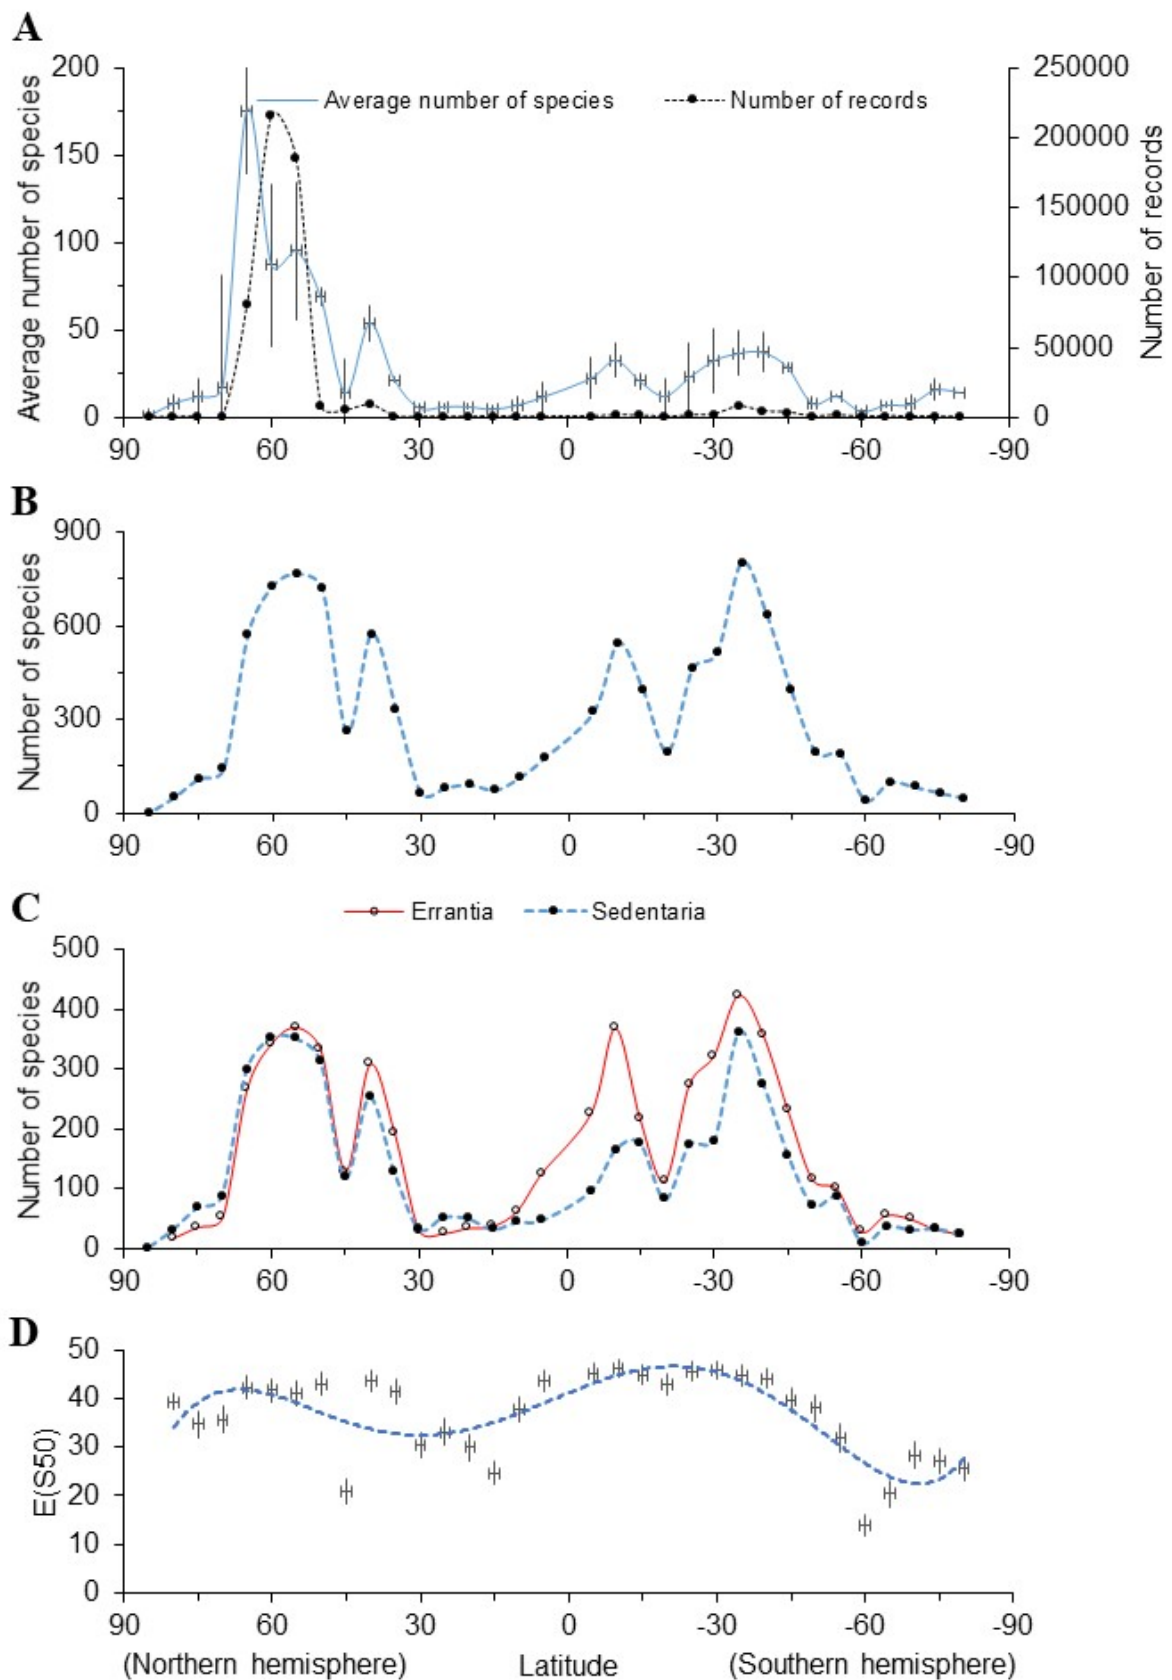 A
Average number of species
Number of records
200
150
100
50
0
250000
200000
150000
100000
50000
0
Average number of species
Number of records
90 60 30 0 -30 -60 -90
B
Number of species
900
600
300
0
90 60 30 0 -30 -60 -90
C
Errantia Sedentaria
Number of species
500
400
300
200
100
0
90 60 30 0 -30 -60 -90
D
E(S50)
50
40
30
20
10
0
90 60 30 0 -30 -60 -90
(Northern hemisphere) Latitude (Southern hemisphere)